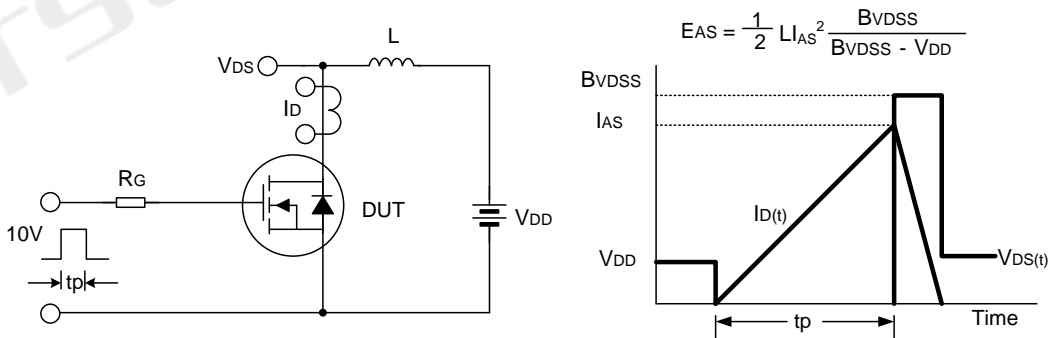 L
VDS
ID
RG
DUT
VDD
10V
tp
EAS = 1/2 LIAS² BVDSS / BVDSS - VDD
BVDSS
IAS
ID(t)
VDD
VDS(t)
Time
tp